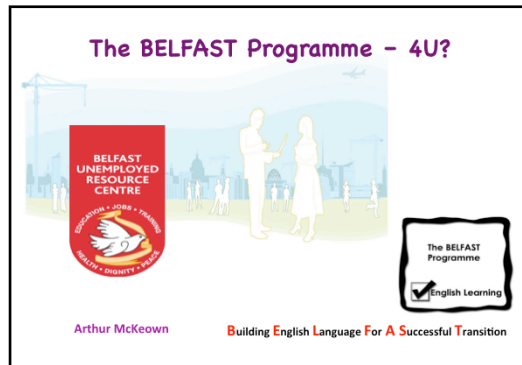 The BELFAST Programme – 4U?
BELFAST
UNEMPLOYED
RESOURCE
CENTRE
EDUCATION • JOBS • TRAINING
HEALTH • DIGNITY • PEACE
The BELFAST
Programme
English Learning
Arthur McKeown
Building English Language For A Successful Transition